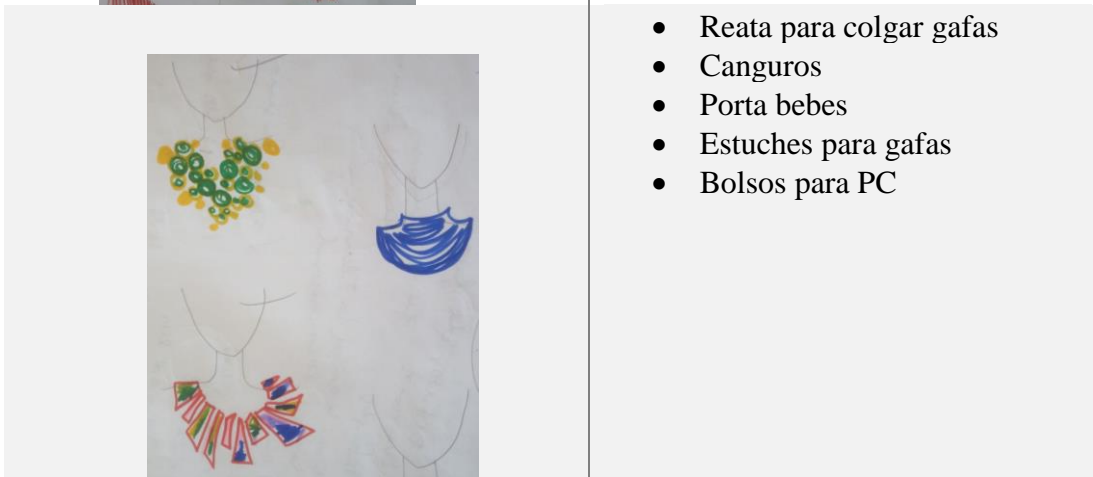 • Reata para colgar gafas
• Canguros
• Porta bebes
• Estuches para gafas
• Bolsos para PC